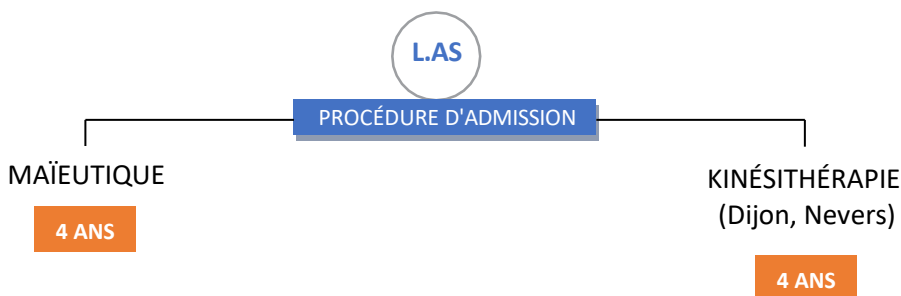 L.AS
PROCÉDURE D'ADMISSION
MAÏEUTIQUE
4 ANS
KINÉSITHÉRAPIE
(Dijon, Nevers)
4 ANS